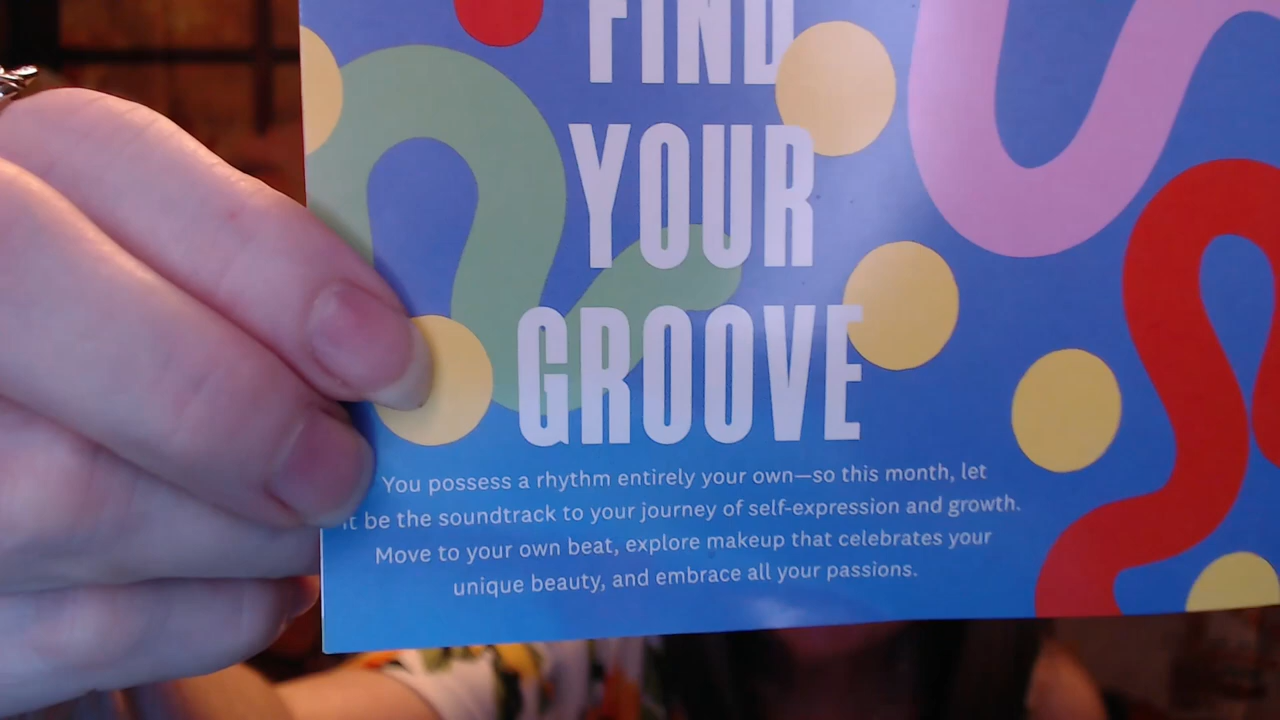 FIND
YOUR
GROOVE
You possess a rhythm entirely your own—so this month, let
it be the soundtrack to your journey of self-expression and growth.
Move to your own beat, explore makeup that celebrates your
unique beauty, and embrace all your passions.